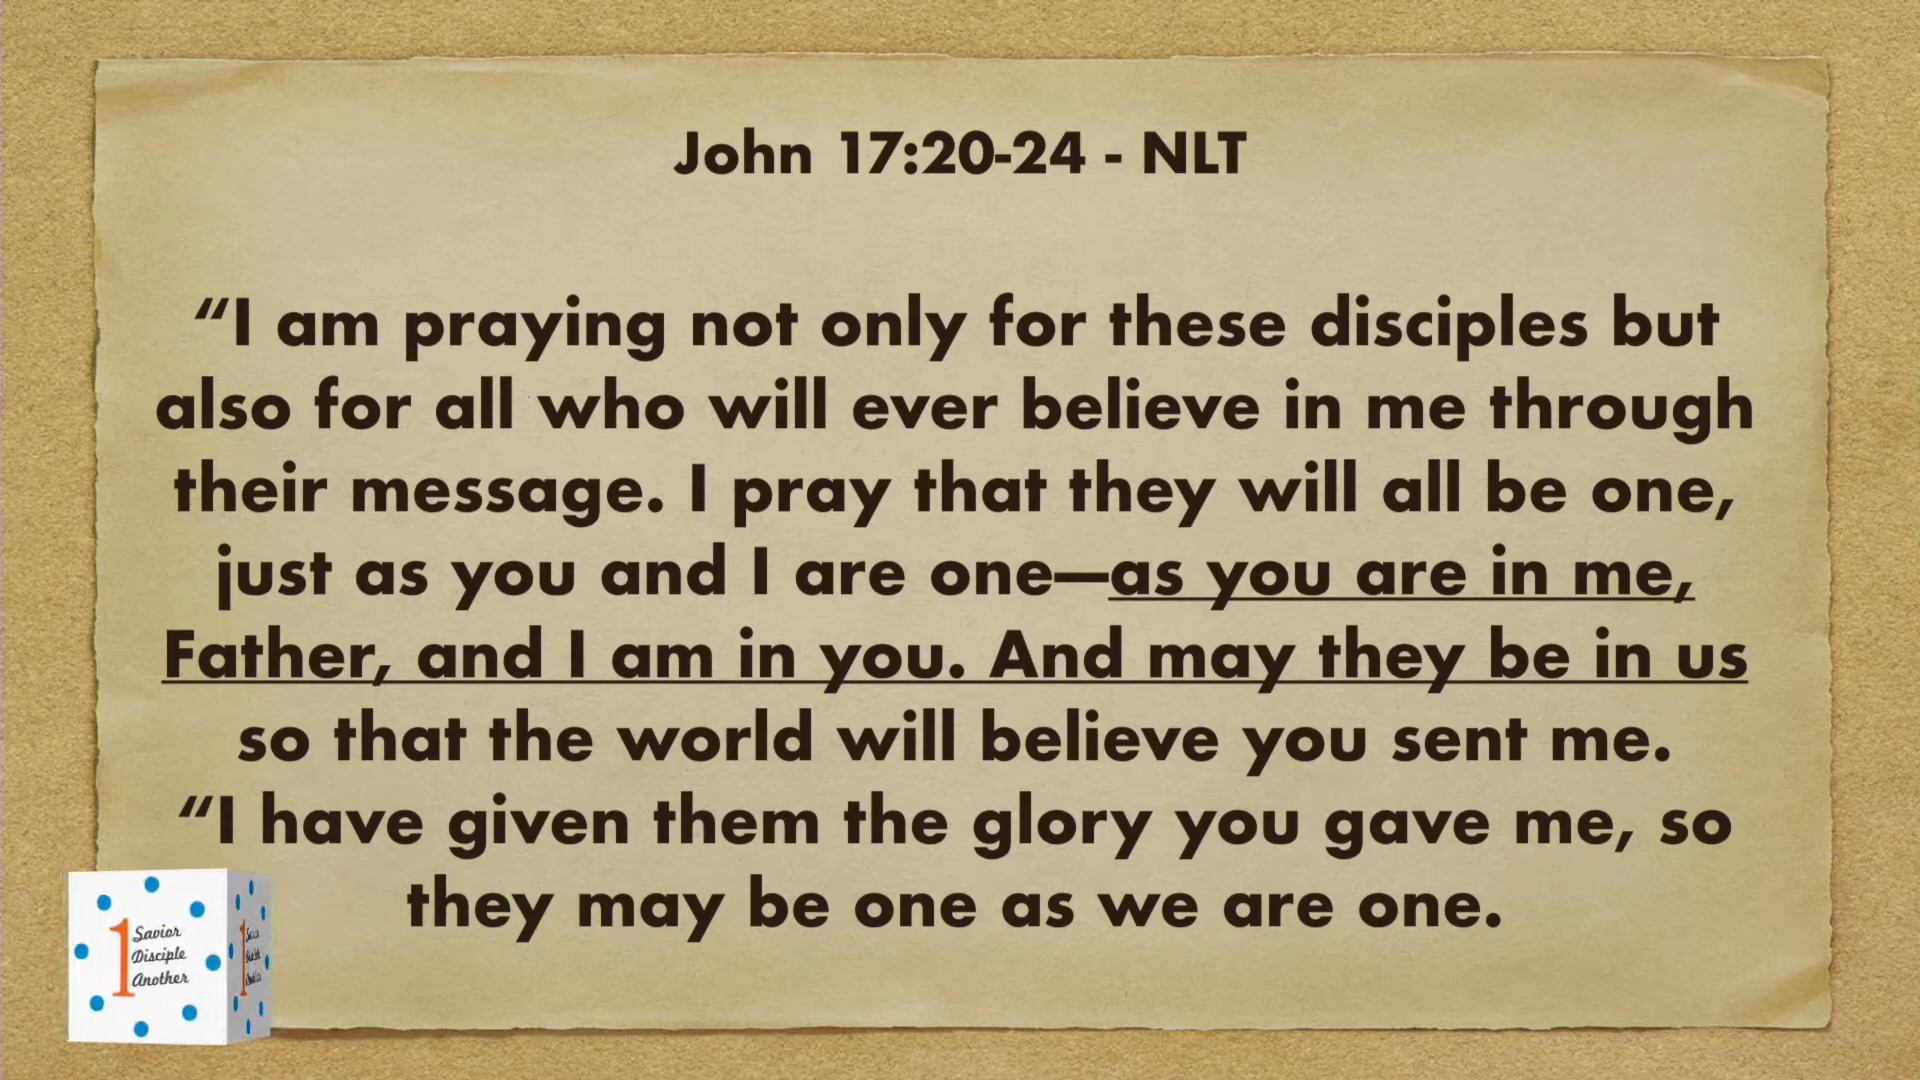 John 17:20-24 - NLT
“I am praying not only for these disciples but
also for all who will ever believe in me through
their message. I pray that they will all be one,
just as you and I are one—as you are in me,
Father, and I am in you. And may they be in us
so that the world will believe you sent me.
“I have given them the glory you gave me, so
they may be one as we are one.
1 Savior
Disciple
Another